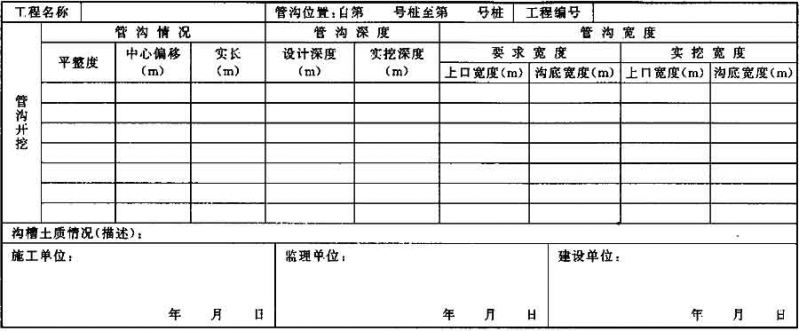 工程名称 管沟位置:自第 号桩至第 号桩 工程编号
管沟情况 管沟深度 管沟宽度
平整度 中心偏移(m) 实长(m) 设计深度(m) 实挖深度(m) 要求宽度 实挖宽度
上口宽度(m) 沟底宽度(m) 上口宽度(m) 沟底宽度(m)
管沟开挖
沟槽土质情况(描述):
施工单位: 监理单位: 建设单位:
年 月 日 年 月 日 年 月 日